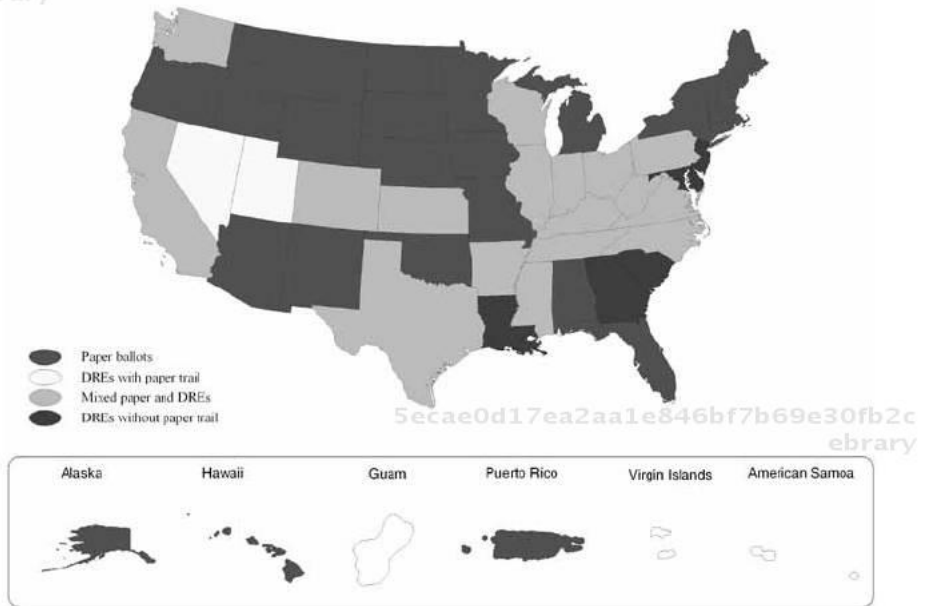 Paper ballots
DREs with paper trail
Mixed paper and DREs
DREs without paper trail
5ecae0d17ea2aa1e846bf7b69e30fb2c
ebrary
Alaska
Hawaii
Guam
Puerto Rico
Virgin Islands
American Samoa